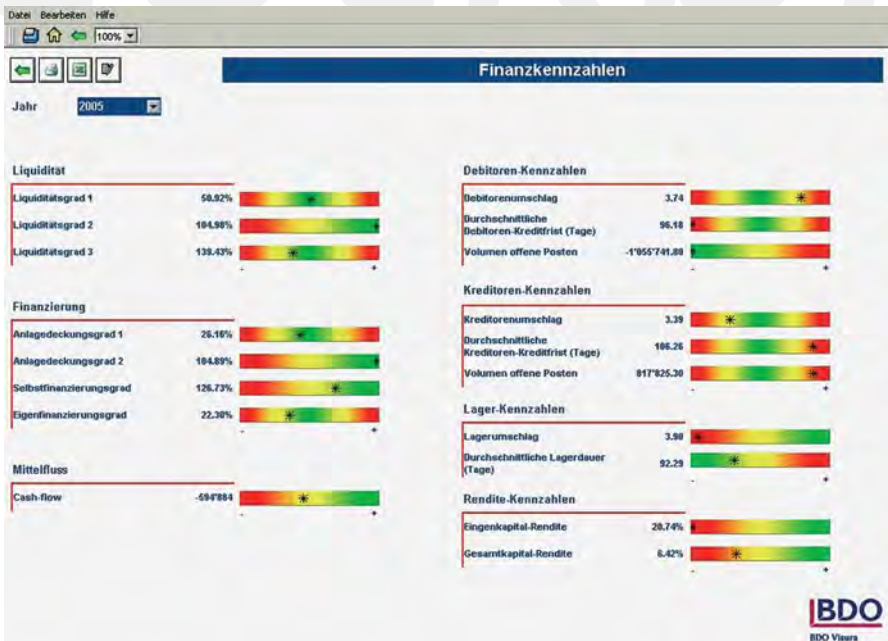 Datei Bearbeiten Hilfe
100%
Finanzkennzahlen
Jahr 2005
Liquidität
Liquiditätsgrad 1 50.92%
Liquiditätsgrad 2 104.98%
Liquiditätsgrad 3 139.43%
- +
Finanzierung
Anlagedeckungsgrad 1 26.16%
Anlagedeckungsgrad 2 104.89%
Selbstfinanzierungsgrad 126.73%
Eigenfinanzierungsgrad 22.30%
- +
Mittelfluss
Cash-flow -594'884
- +
Debitoren-Kennzahlen
Debitorenumschlag 3.74
Durchschnittliche
Debitoren-Kreditfrist (Tage) 96.18
Volumen offene Posten -1'055'741.80
- +
Kreditoren-Kennzahlen
Kreditorenumschlag 3.39
Durchschnittliche
Kreditoren-Kreditfrist (Tage) 106.26
Volumen offene Posten 817'825.30
- +
Lager-Kennzahlen
Lagerumschlag 3.90
Durchschnittliche Lagerdauer
(Tage) 92.29
- +
Rendite-Kennzahlen
Eingenkapital-Rendite 20.74%
Gesamtkapital-Rendite 6.42%
- +
BDO
BDO Visura